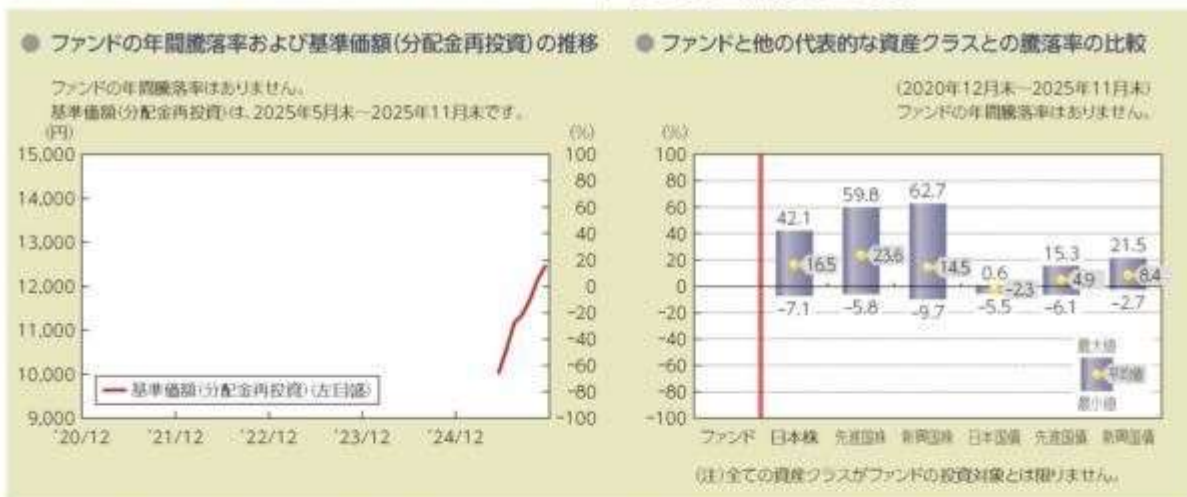 ● ファンドの年間騰落率および基準価額(分配金再投資)の推移
ファンドの年間騰落率はありません。
基準価額(分配金再投資)は、2025年5月末~2025年11月末です。
(円)
(%)
15,000
14,000
13,000
12,000
11,000
10,000
9,000
100
80
60
40
20
0
-20
-40
-60
-80
-100
基準価額(分配金再投資)(左目盛)
'20/12 '21/12 '22/12 '23/12 '24/12
● ファンドと他の代表的な資産クラスとの騰落率の比較
(2020年12月末~2025年11月末)
ファンドの年間騰落率はありません。
(%)
100
80
60
40
20
0
-20
-40
-60
-80
-100
42.1 59.8 62.7 0.6 15.3 21.5
16.5 23.6 14.5 -2.3 4.9 8.4
-7.1 -5.8 -9.7 -5.5 -6.1 -2.7
最大値
平均値
最小値
ファンド 日本株 先進国株 新興国株 日本国債 先進国債 新興国債
(注)全ての資産クラスがファンドの投資対象とは限りません。